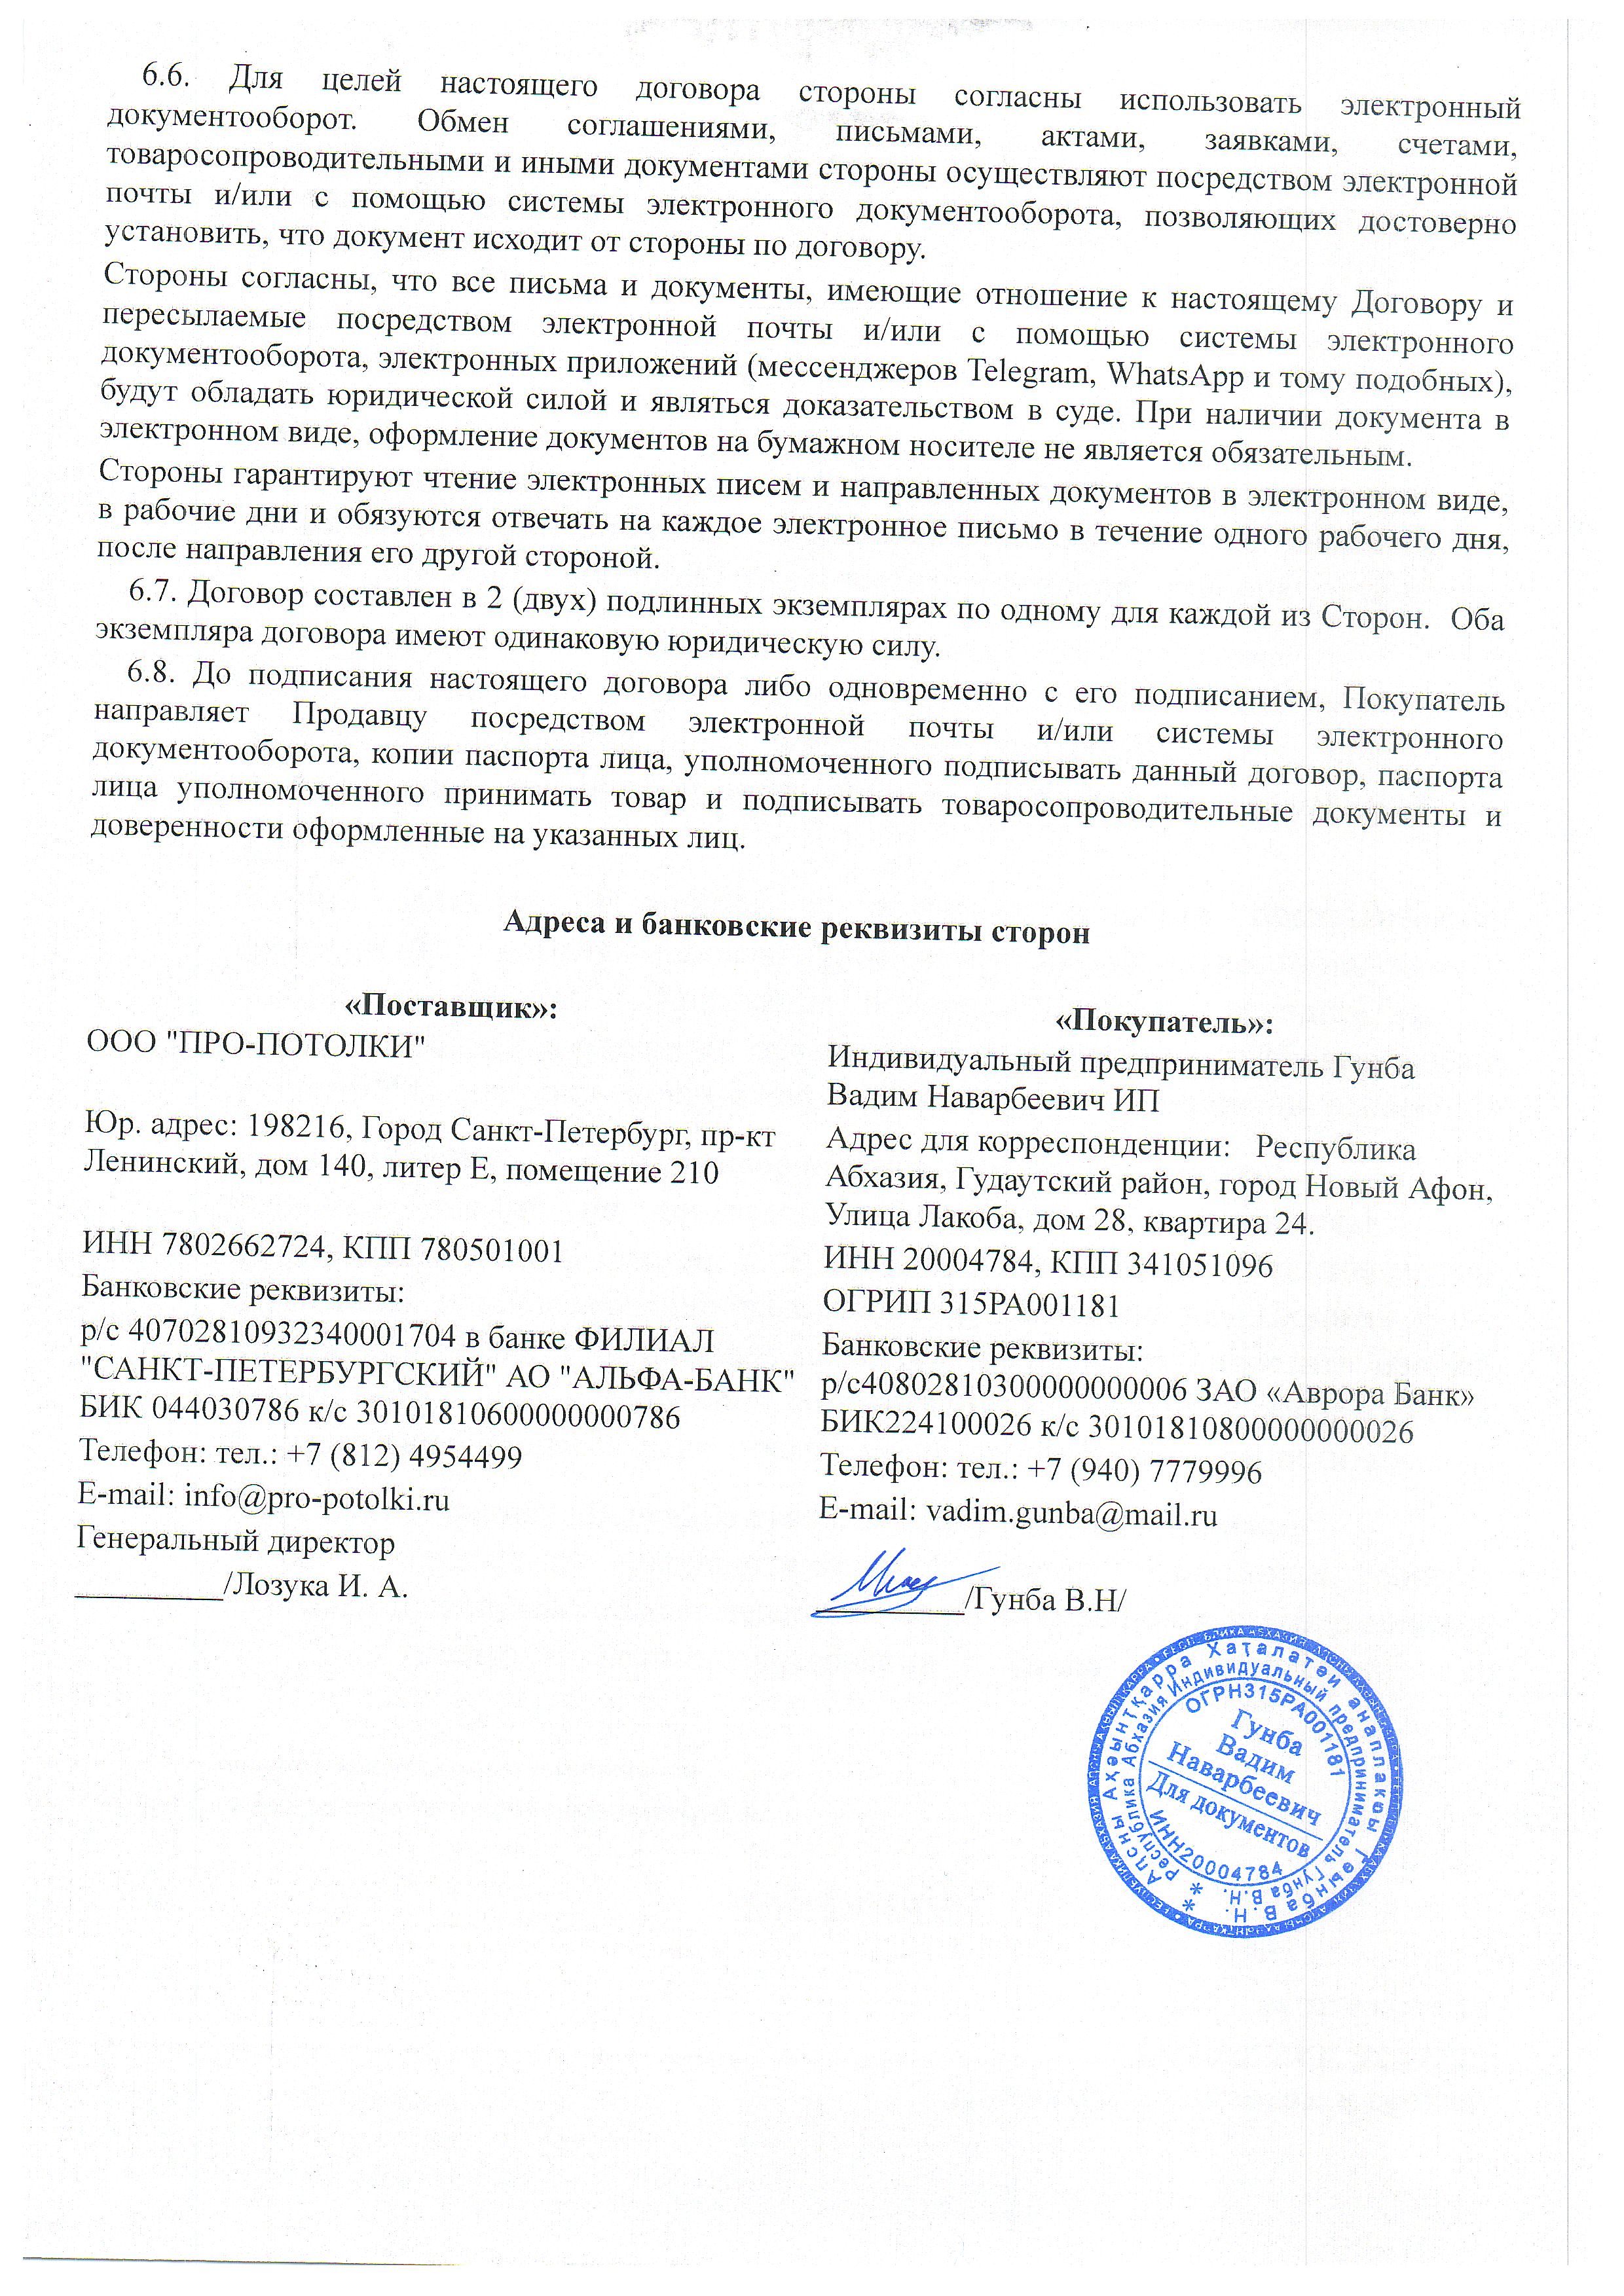 6.6. Для целей настоящего договора стороны согласны использовать электронный
документооборот. Обмен соглашениями, письмами, актами, заявками, счетами,
товаросопроводительными и иными документами стороны осуществляют посредством электронной
почты и/или с помощью системы электронного документооборота, позволяющих достоверно
установить, что документ исходит от стороны по договору.
Стороны согласны, что все письма и документы, имеющие отношение к настоящему Договору и
пересылаемые посредством электронной почты и/или с помощью системы электронного
документооборота, электронных приложений (мессенджеров Telegram, WhatsApp и тому подобных),
будут обладать юридической силой и являться доказательством в суде. При наличии документа в
электронном виде, оформление документов на бумажном носителе не является обязательным.
Стороны гарантируют чтение электронных писем и направленных документов в электронном виде,
в рабочие дни и обязуются отвечать на каждое электронное письмо в течение одного рабочего дня,
после направления его другой стороной.
6.7. Договор составлен в 2 (двух) подлинных экземплярах по одному для каждой из Сторон. Оба
экземпляра договора имеют одинаковую юридическую силу.
6.8. До подписания настоящего договора либо одновременно с его подписанием, Покупатель
направляет Продавцу посредством электронной почты и/или системы электронного
документооборота, копии паспорта лица, уполномоченного подписывать данный договор, паспорта
лица уполномоченного принимать товар и подписывать товаросопроводительные документы и
доверенности оформленные на указанных лиц.
Адреса и банковские реквизиты сторон
«Поставщик»:
ООО "ПРО-ПОТОЛКИ"
Юр. адрес: 198216, Город Санкт-Петербург, пр-кт
Ленинский, дом 140, литер Е, помещение 210
ИНН 7802662724, КПП 780501001
Банковские реквизиты:
р/с 40702810932340001704 в банке ФИЛИАЛ
"САНКТ-ПЕТЕРБУРГСКИЙ" АО "АЛЬФА-БАНК"
БИК 044030786 к/с 30101810600000000786
Телефон: тел.: +7 (812) 4954499
E-mail: info@pro-potolki.ru
Генеральный директор
_________/Лозука И. А.
«Покупатель»:
Индивидуальный предприниматель Гунба
Вадим Наварбеевич ИП
Адрес для корреспонденции: Республика
Абхазия, Гудаутский район, город Новый Афон,
Улица Лакоба, дом 28, квартира 24.
ИНН 20004784, КПП 341051096
ОГРИП 315РА001181
Банковские реквизиты:
р/с40802810300000000006 ЗАО «Аврора Банк»
БИК224100026 к/с 30101810800000000026
Телефон: тел.: +7 (940) 7779996
E-mail: vadim.gunba@mail.ru
_________/Гунба В.Н/
Аԥсны Аҳәынҭқарра Хаҭалатәи анаплакҩы Гәынба В.Н.
Республика Абхазия Индивидуальный предприниматель Гунба В.Н.
ОГРН315РА001181
Гунба
Вадим
Наварбеевич
Для документов
ИНН20004784